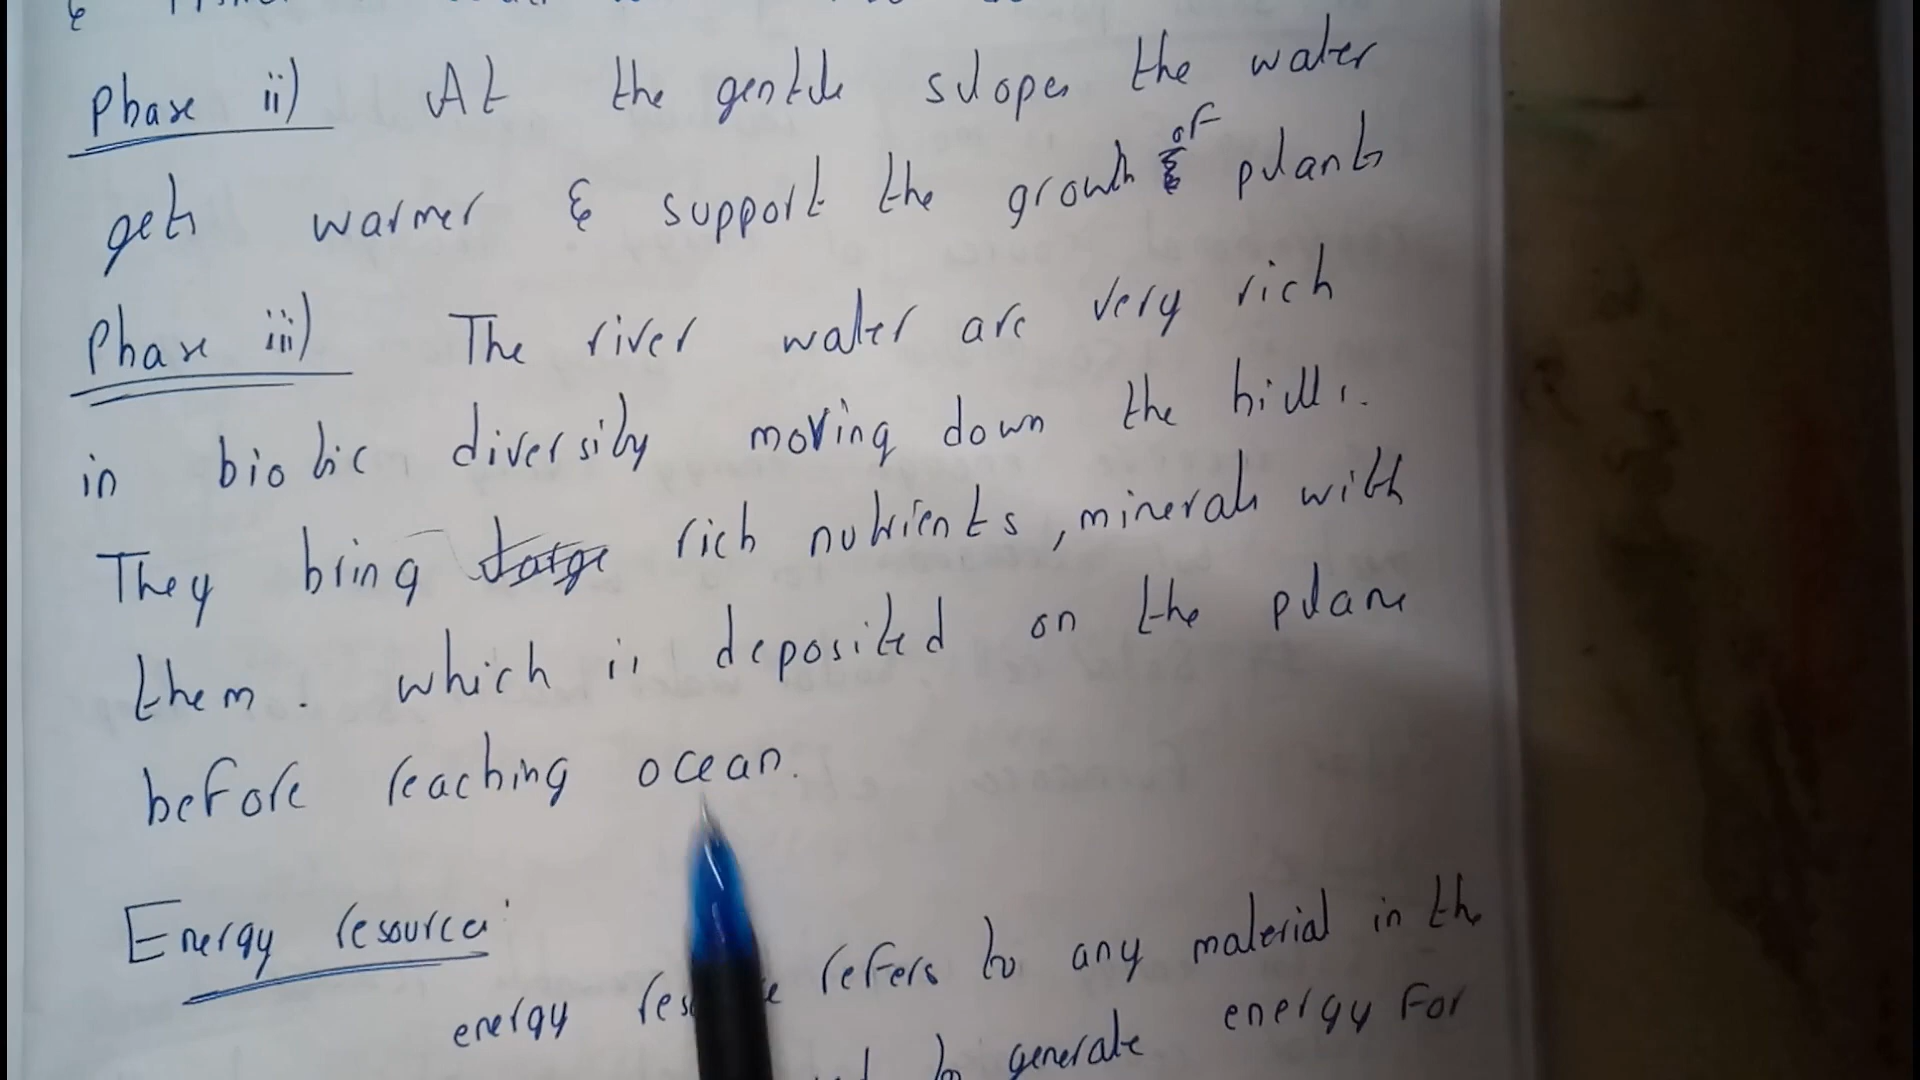 &
Phase ii) At the gentle slopes the water
gets warmer & support the growth of plants
Phase iii) The river water are very rich
in biotic diversity moving down the hills.
They bring large rich nutrients, minerals with
them. which is deposited on the plane
before reaching ocean.
Energy resource:
energy refers to any material in the
to generate energy for